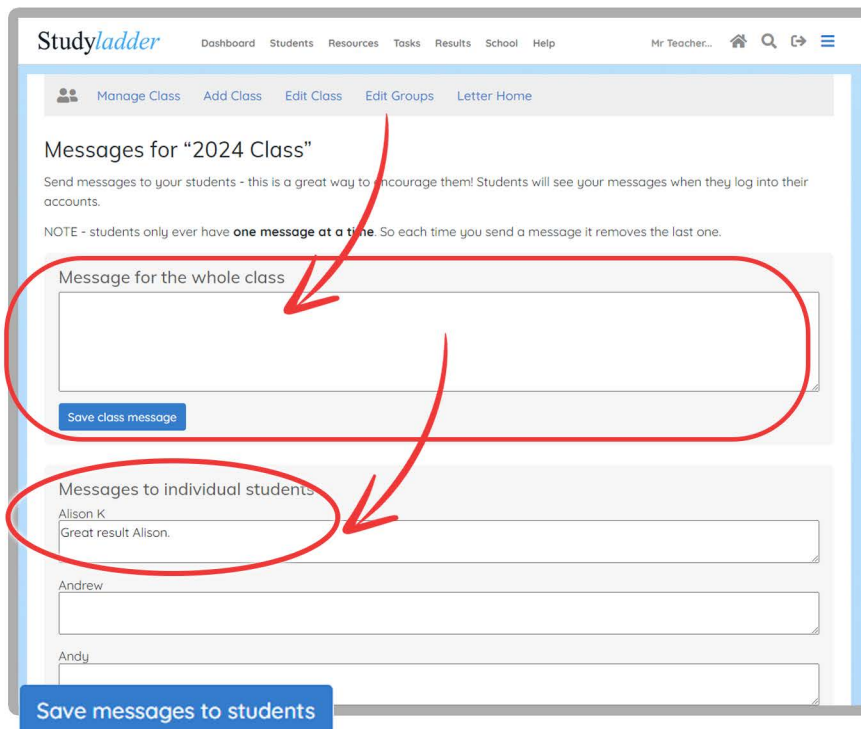 Studyladder
Dashboard Students Resources Tasks Results School Help Mr Teacher...
Manage Class Add Class Edit Class Edit Groups Letter Home
Messages for “2024 Class”
Send messages to your students - this is a great way to encourage them! Students will see your messages when they log into their
accounts.
NOTE - students only ever have one message at a time. So each time you send a message it removes the last one.
Message for the whole class
Save class message
Messages to individual students
Alison K
Great result Alison.
Andrew
Andy
Save messages to students